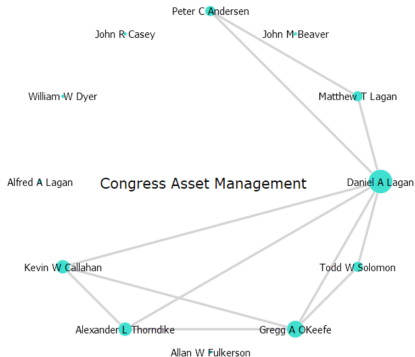 Peter C Andersen
John R Casey
John M Beaver
William W Dyer
Matthew T Lagan
Alfred A Lagan
Congress Asset Management
Daniel A Lagan
Kevin W Callahan
Todd W Solomon
Alexander L Thorndike
Gregg A OKeefe
Allan W Fulkerson